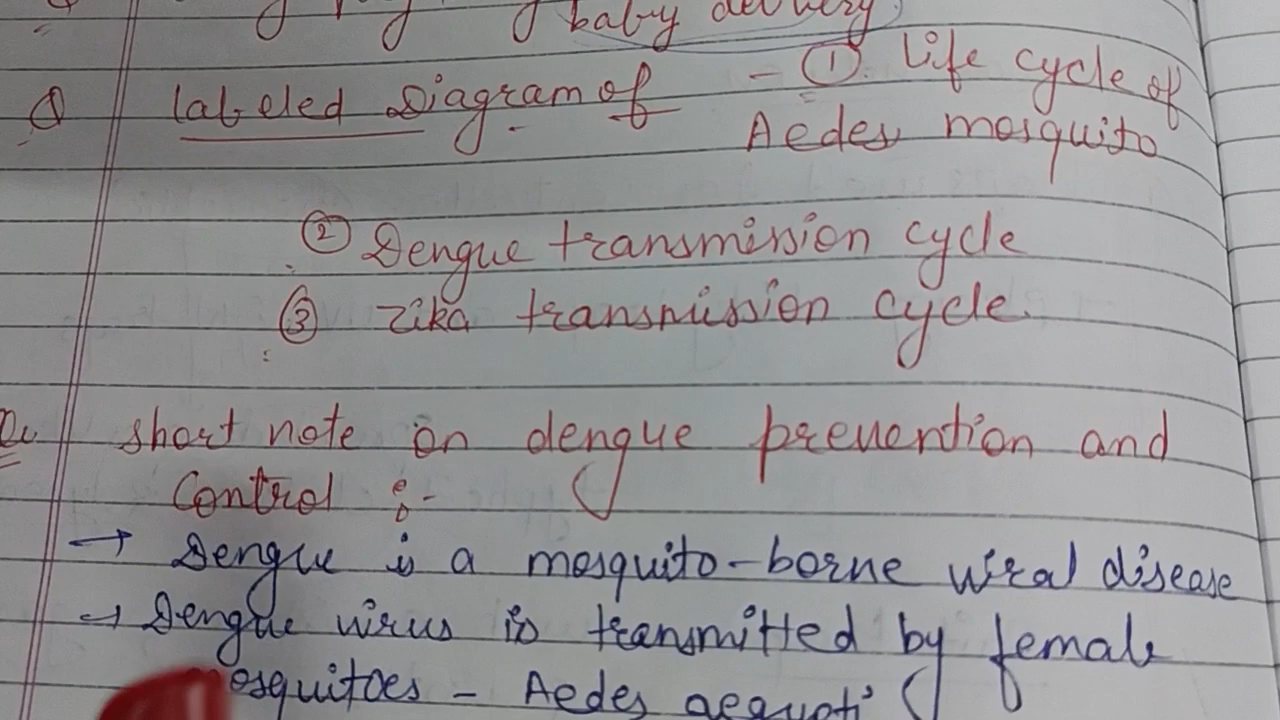 baby delivery
Q labeled Diagram of - ① Life cycle of
Aedes mosquito
② Dengue transmission cycle
③ zika transmission cycle.
Q short note on dengue prevention and
Control :-
→ Dengue is a mosquito-borne viral disease
→ Dengue virus is transmitted by female
osquitoes - Aedes aegypti